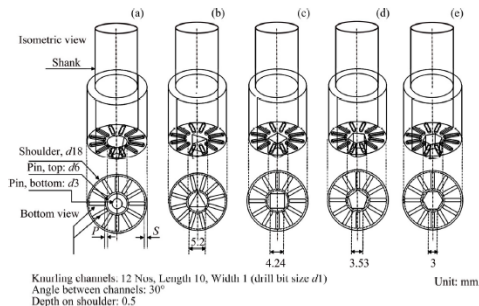 (a) (b) (c) (d) (e)
Isometric view
Shank
Shoulder, d18
Pin, top: d6
Pin, bottom: d3
Bottom view
P S
5.2
4.24
3.53
3
Unit: mm
Knurling channels: 12 Nos, Length 10, Width 1 (drill bit size d1)
Angle between channels: 30°
Depth on shoulder: 0.5